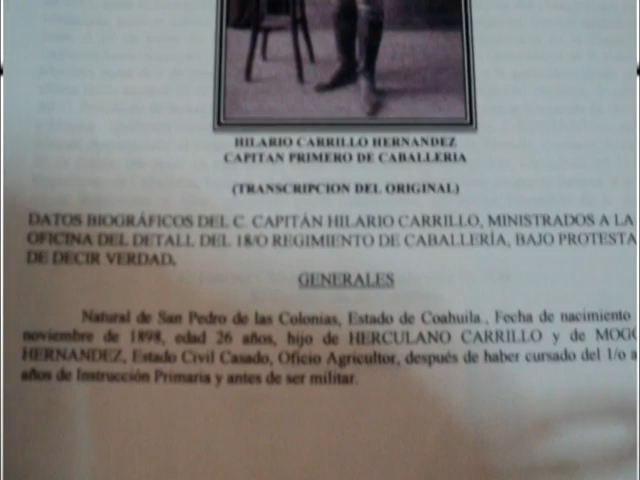 HILARIO CARRILLO HERNANDEZ
CAPITAN PRIMERO DE CABALLERIA
(TRANSCRIPCION DEL ORIGINAL)
DATOS BIOGRÁFICOS DEL C. CAPITÁN HILARIO CARRILLO, MINISTRADOS A LA
OFICINA DEL DETALL DEL 18/O REGIMIENTO DE CABALLERÍA, BAJO PROTESTA
DE DECIR VERDAD.
GENERALES
Natural de San Pedro de las Colonias, Estado de Coahuila., Fecha de nacimiento
noviembre de 1898, edad 26 años, hijo de HERCULANO CARRILLO y de
HERNANDEZ, Estado Civil Casado, Oficio Agricultor, después de haber cursado del 1/o a
años de Instrucción Primaria y antes de ser militar.